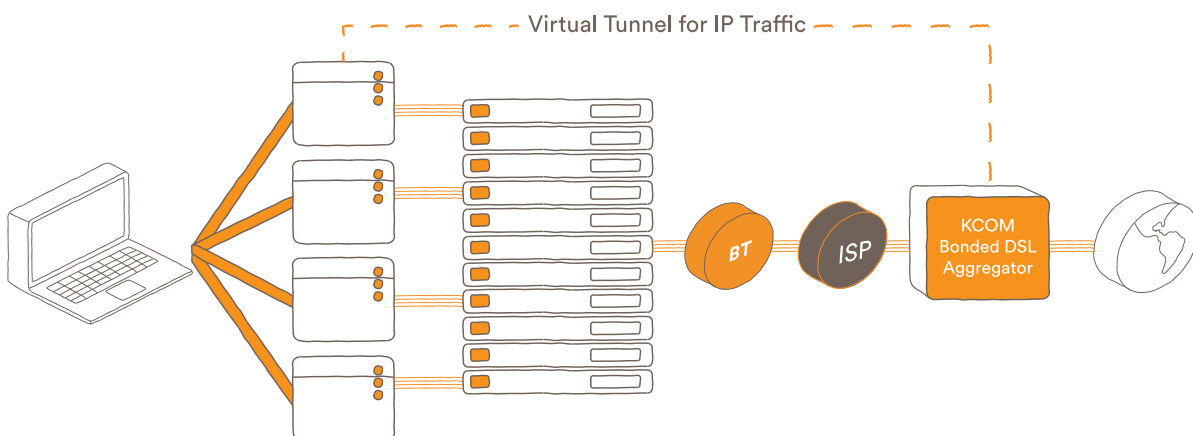 Virtual Tunnel for IP Traffic
BT
ISP
KCOM
Bonded DSL
Aggregator